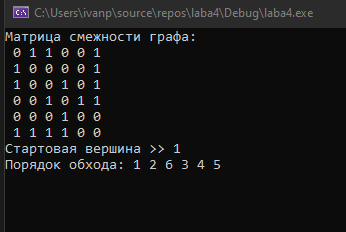 C:\Users\ivanp\source\repos\laba4\Debug\laba4.exe
Матрица смежности графа:
0 1 1 0 0 1
1 0 0 0 0 1
1 0 0 1 0 1
0 0 1 0 1 1
0 0 0 1 0 0
1 1 1 1 0 0
Стартовая вершина >> 1
Порядок обхода: 1 2 6 3 4 5